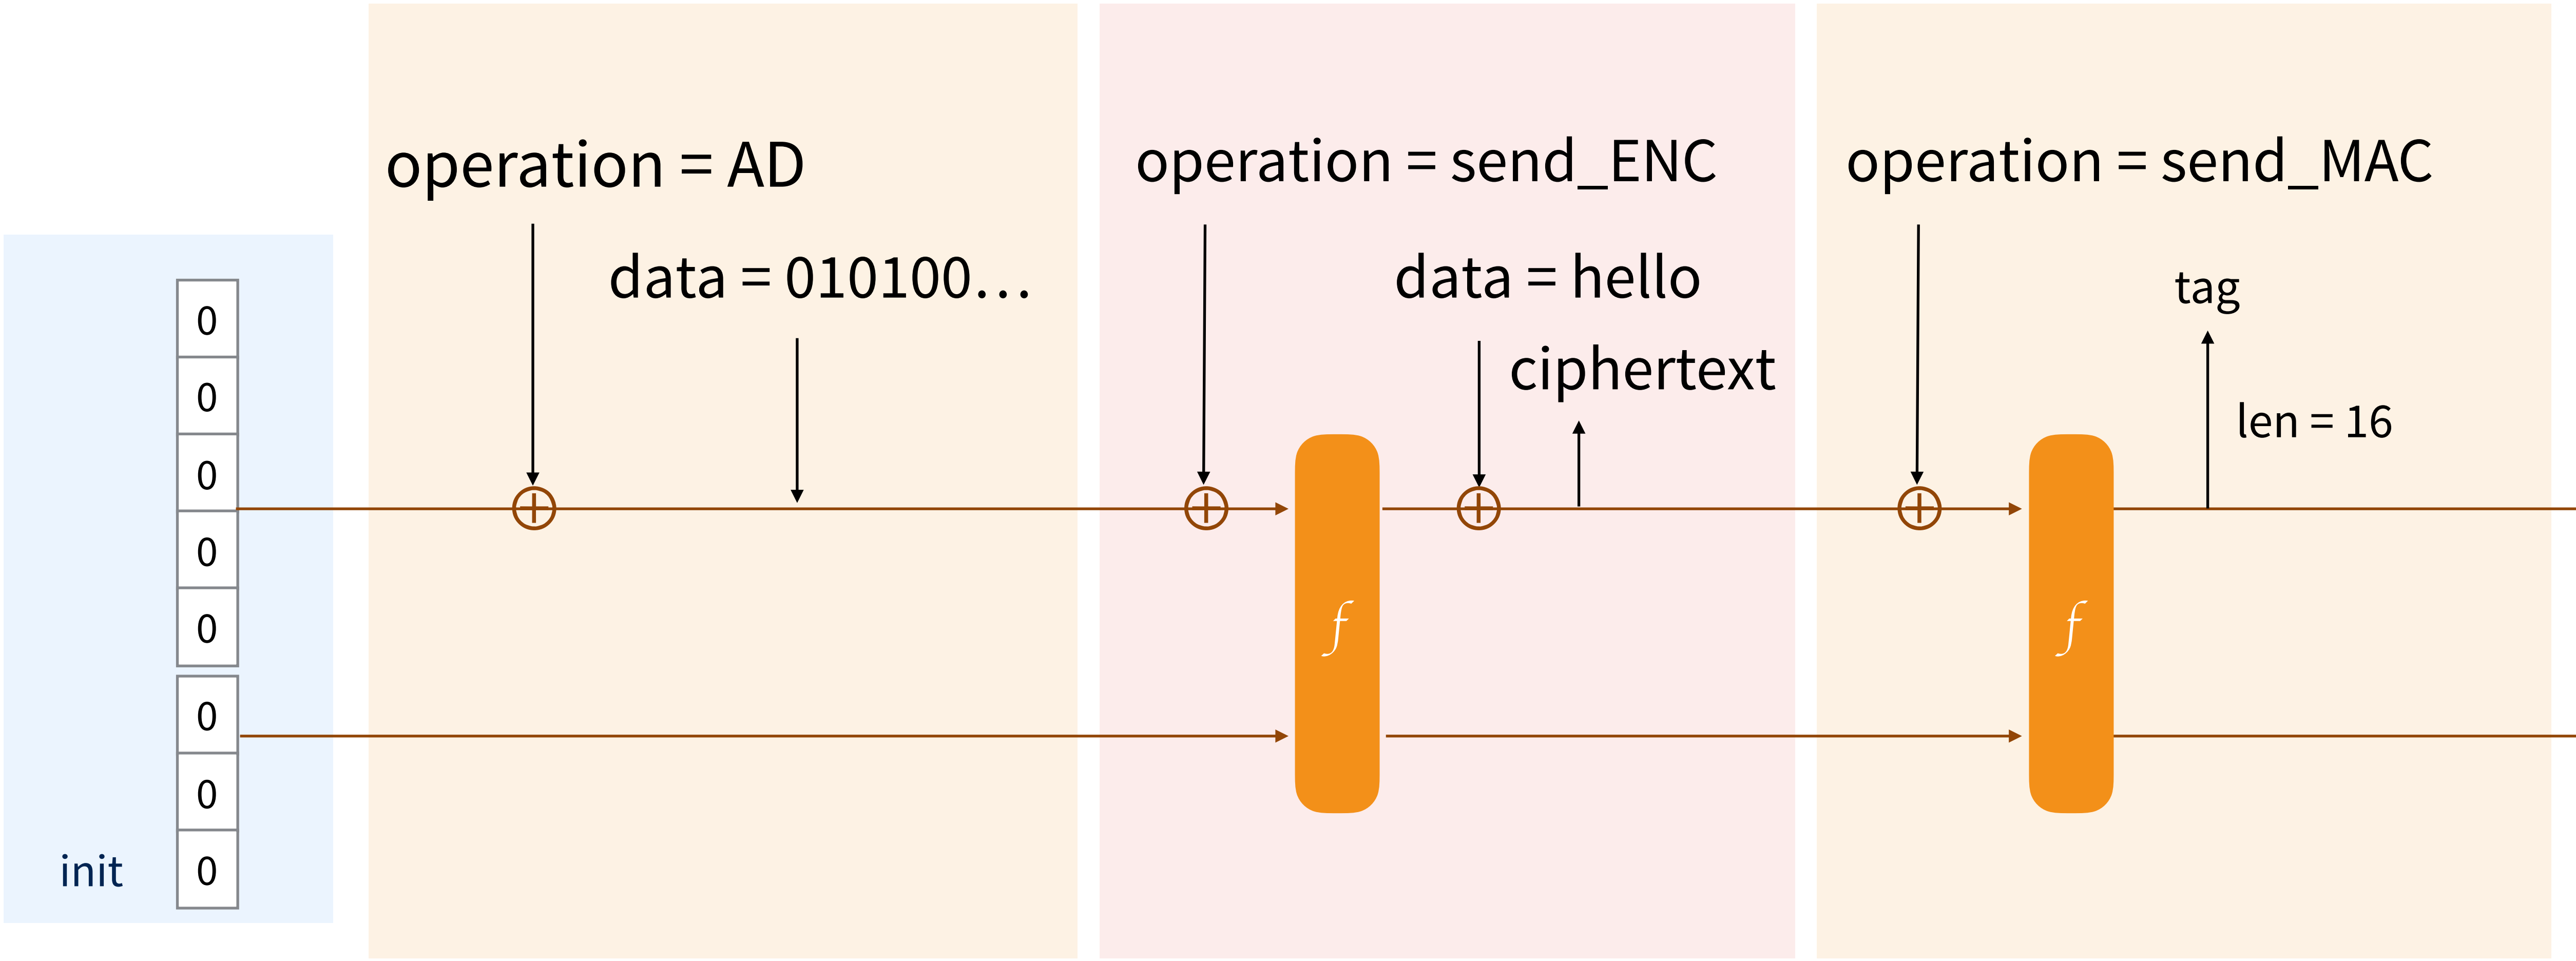 operation = AD
data = 010100...
operation = send_ENC
data = hello
ciphertext
operation = send_MAC
tag
len = 16
0
0
0
0
0
0
0
0
init
f
f